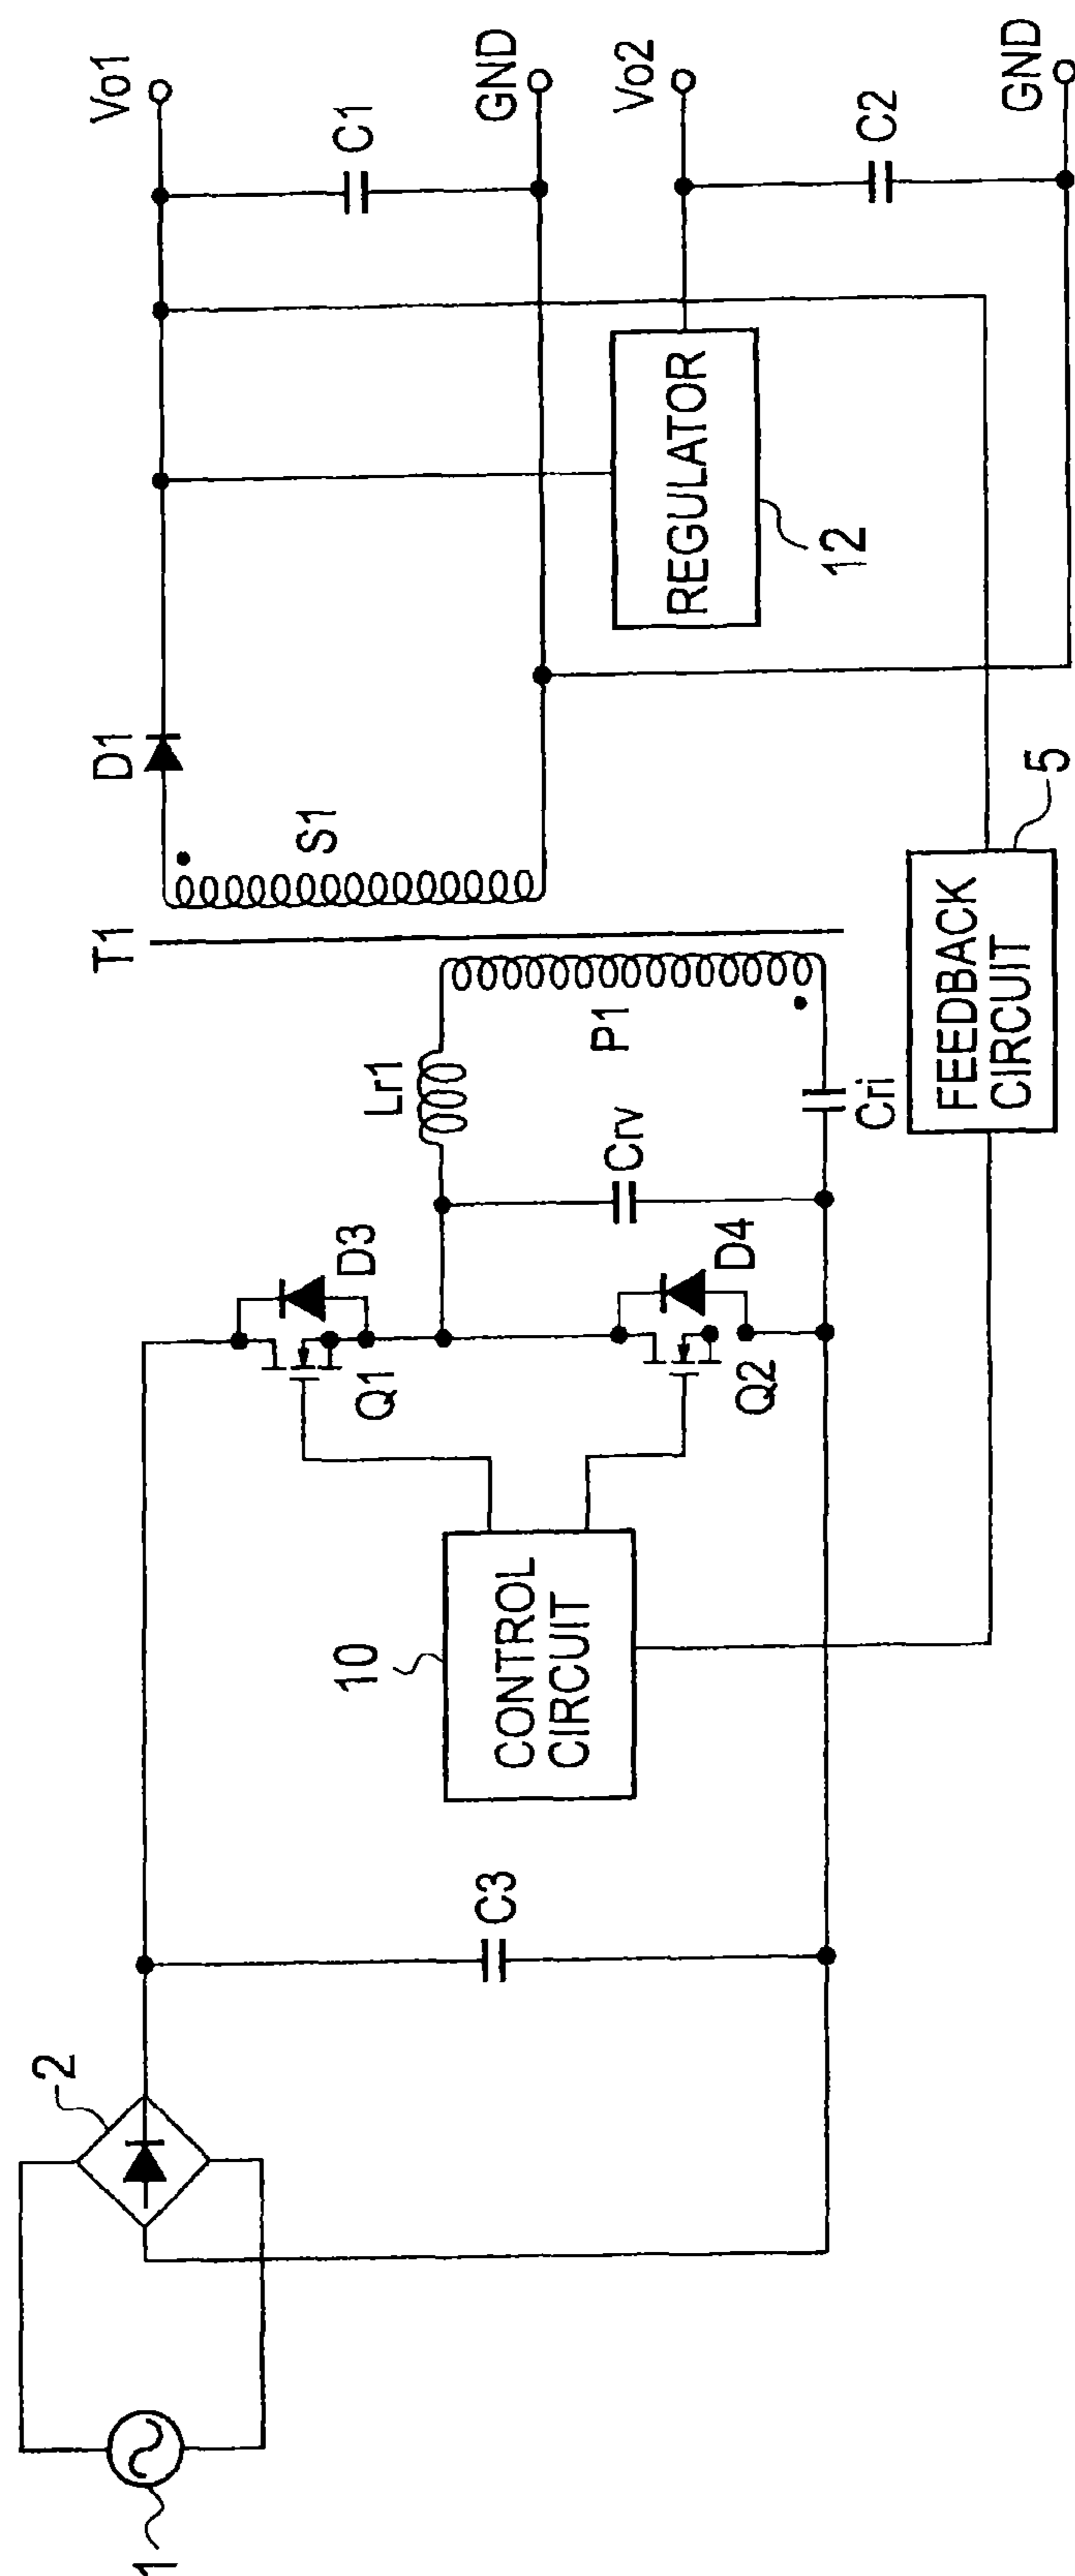 1
2
C3
10
CONTROL
CIRCUIT
Q1
D3
Q2
D4
Crv
Lr1
P1
Cri
T1
S1
D1
FEEDBACK
CIRCUIT
5
REGULATOR
12
C1
C2
Vo1
GND
Vo2
GND